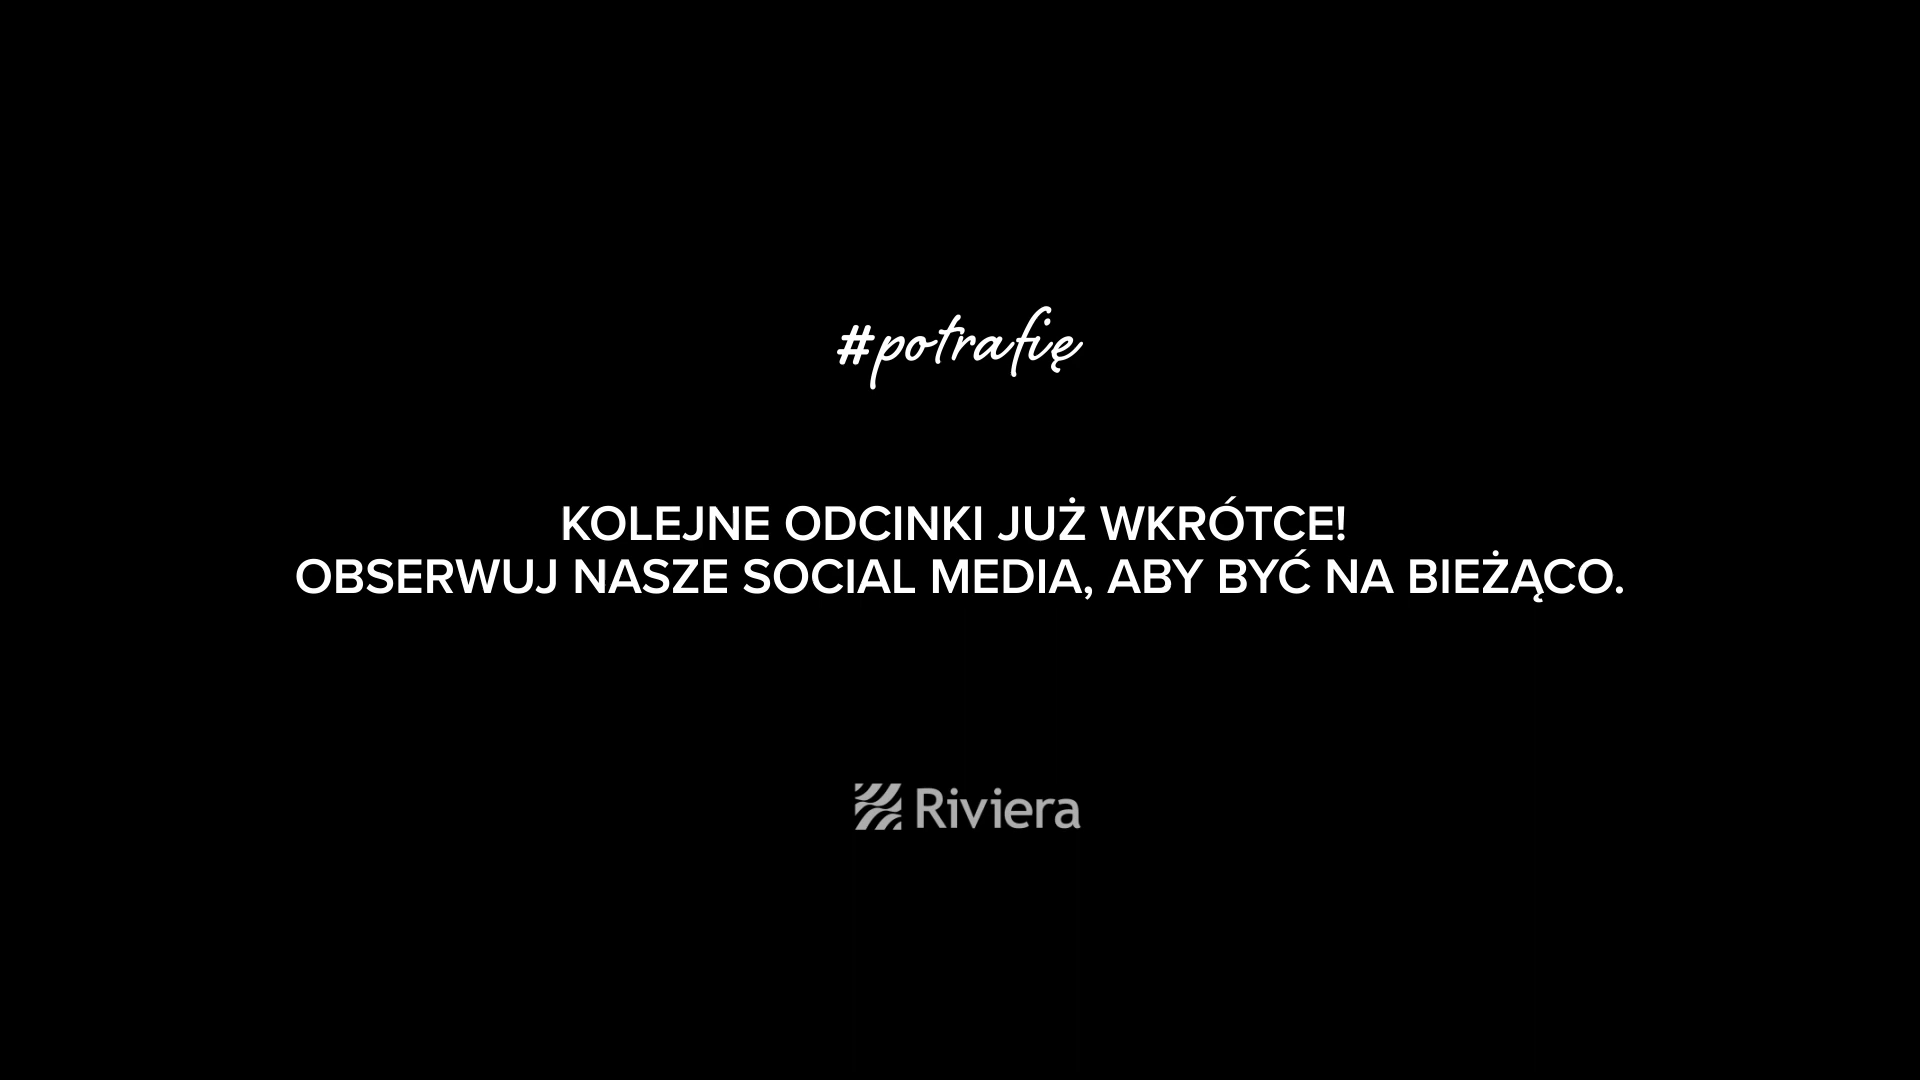 #potrafię
KOLEJNE ODCINKI JUŻ WKRÓTCE!
OBSERWUJ NASZE SOCIAL MEDIA, ABY BYĆ NA BIEŻĄCO.
Riviera